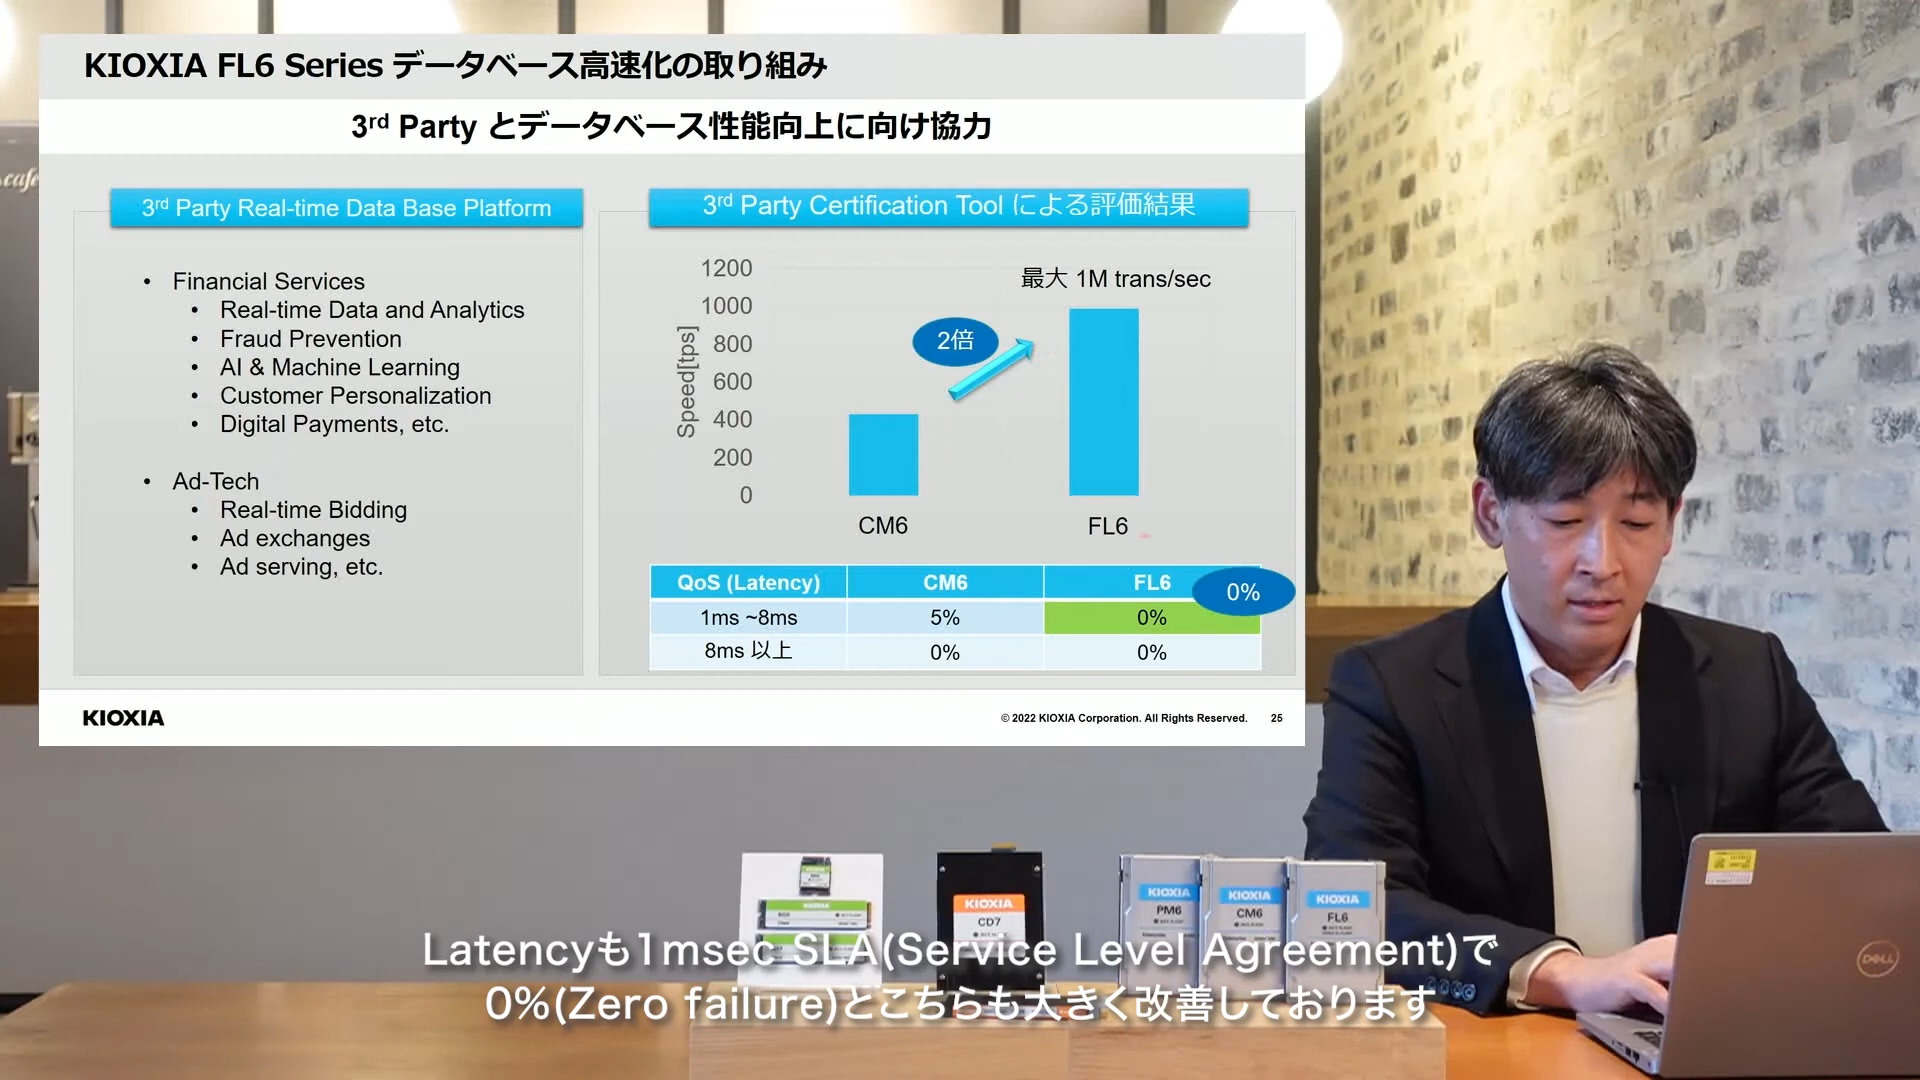 KIOXIA FL6 Series データベース高速化の取り組み
3rd Party とデータベース性能向上に向け協力
3rd Party Real-time Data Base Platform
• Financial Services
• Real-time Data and Analytics
• Fraud Prevention
• AI & Machine Learning
• Customer Personalization
• Digital Payments, etc.
• Ad-Tech
• Real-time Bidding
• Ad exchanges
• Ad serving, etc.
3rd Party Certification Tool による評価結果
Speed[tps]
1200
1000
800
600
400
200
0
2倍
最大 1M trans/sec
CM6
FL6
QoS (Latency) CM6 FL6
0%
1ms ~8ms 5% 0%
8ms 以上 0% 0%
KIOXIA
© 2022 KIOXIA Corporation. All Rights Reserved. 25
cafe
KIOXIA
CD7
KIOXIA
PM6
KIOXIA
CM6
KIOXIA
FL6
DELL
Latencyも1msec SLA(Service Level Agreement)で
0%(Zero failure)とこちらも大きく改善しております